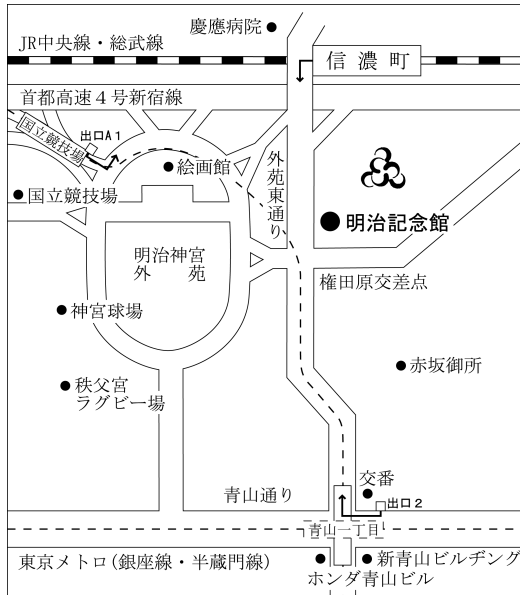 慶應病院
JR中央線・総武線
信濃町
首都高速4号新宿線
出口A1
国立競技場
絵画館
外苑東通り
国立競技場
明治記念館
明治神宮
外苑
権田原交差点
神宮球場
赤坂御所
秩父宮
ラグビー場
交番
青山通り
出口2
青山一丁目
東京メトロ(銀座線・半蔵門線)
新青山ビルヂング
ホンダ青山ビル